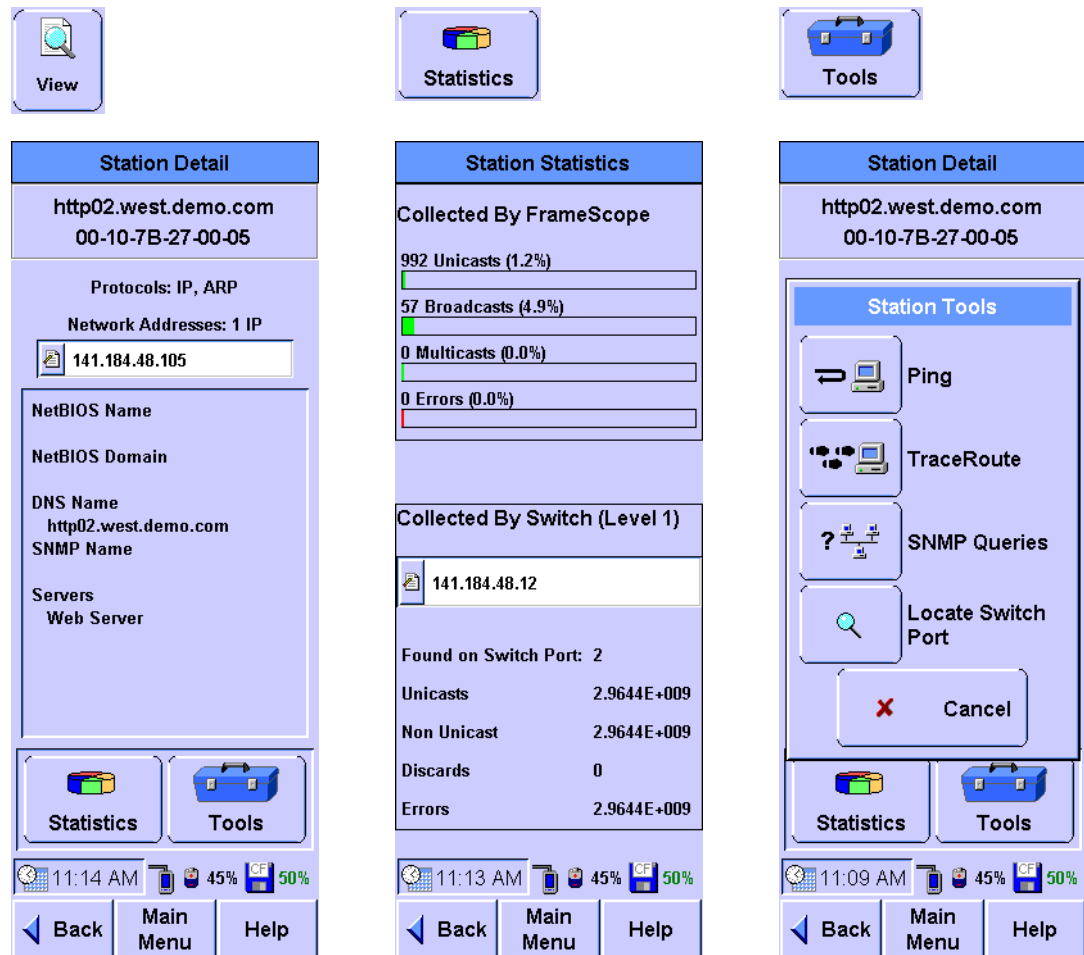 View
Statistics
Tools
Station Detail
http02.west.demo.com
00-10-7B-27-00-05
Protocols: IP, ARP
Network Addresses: 1 IP
141.184.48.105
NetBIOS Name
NetBIOS Domain
DNS Name
http02.west.demo.com
SNMP Name
Servers
Web Server
Statistics
Tools
11:14 AM
45%
CF
50%
Back
Main
Menu
Help
Station Statistics
Collected By FrameScope
992 Unicasts (1.2%)
57 Broadcasts (4.9%)
0 Multicasts (0.0%)
0 Errors (0.0%)
Collected By Switch (Level 1)
141.184.48.12
Found on Switch Port: 2
Unicasts 2.9644E+009
Non Unicast 2.9644E+009
Discards 0
Errors 2.9644E+009
11:13 AM
45%
CF
50%
Back
Main
Menu
Help
Station Detail
http02.west.demo.com
00-10-7B-27-00-05
Station Tools
Ping
TraceRoute
? SNMP Queries
Locate Switch
Port
Cancel
Statistics
Tools
11:09 AM
45%
CF
50%
Back
Main
Menu
Help